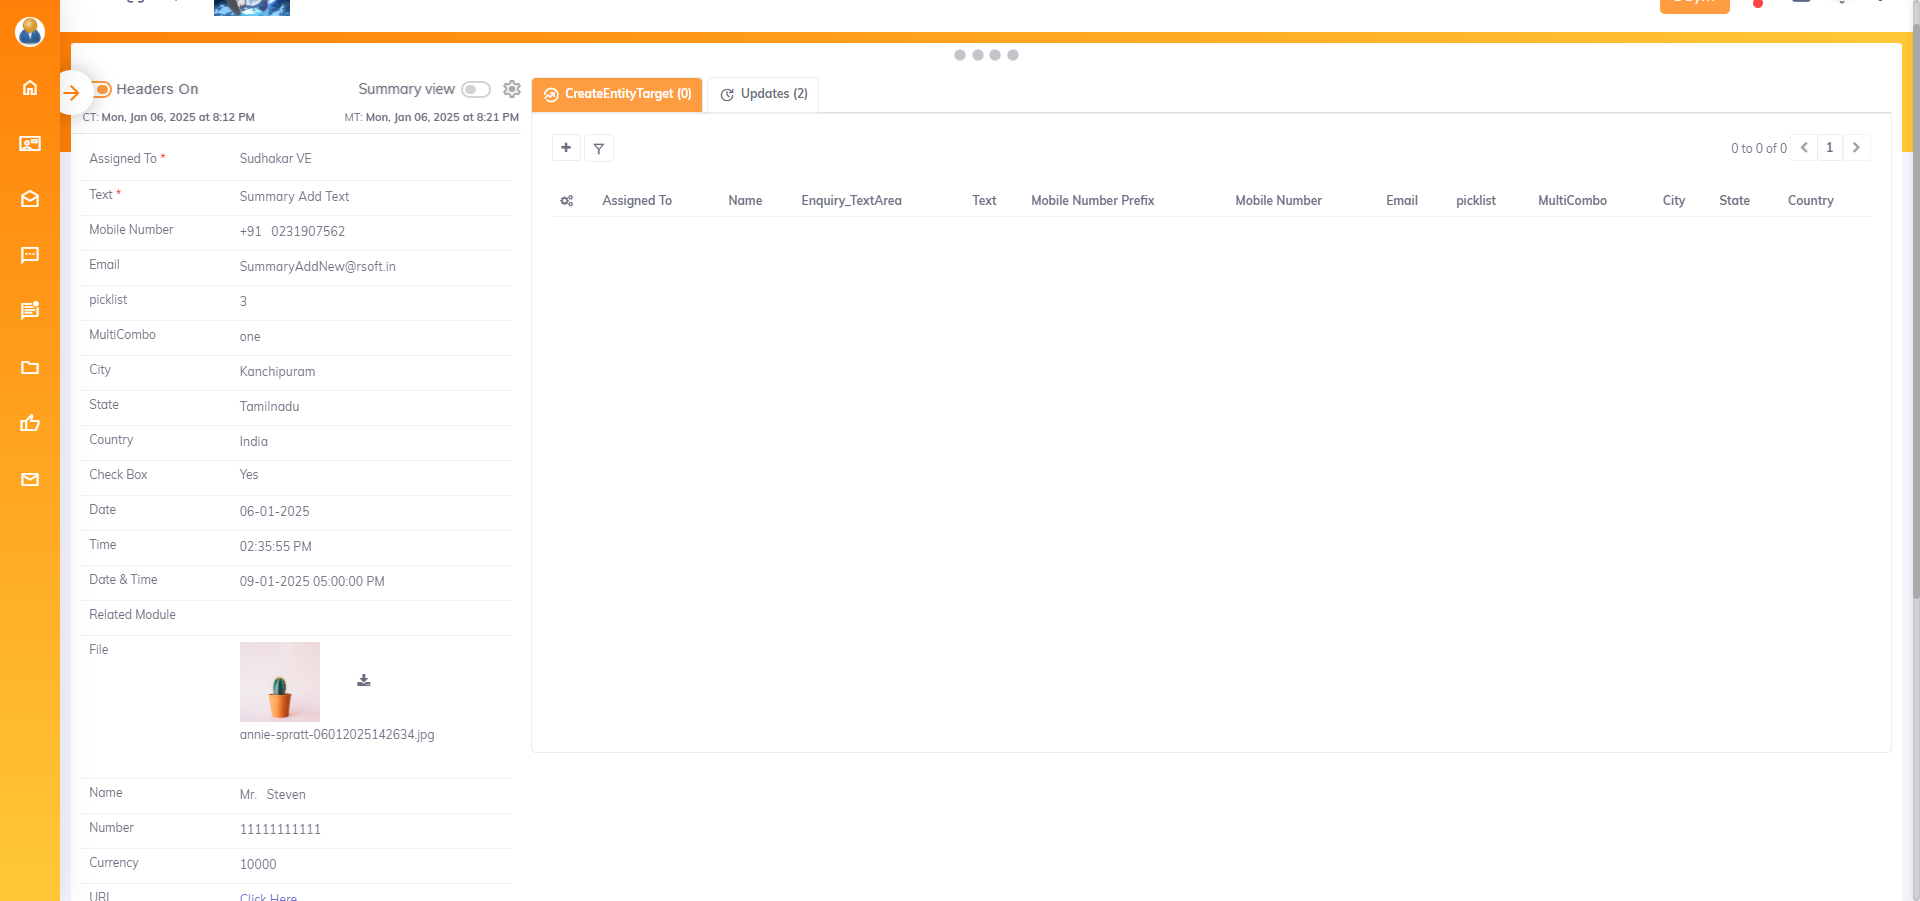 Headers On
Summary view
CT: Mon, Jan 06, 2025 at 8:12 PM
MT: Mon, Jan 06, 2025 at 8:21 PM
CreateEntityTarget (0)
Updates (2)
0 to 0 of 0
1
Assigned To
Name
Enquiry_TextArea
Text
Mobile Number Prefix
Mobile Number
Email
picklist
MultiCombo
City
State
Country
Assigned To * Sudhakar VE
Text * Summary Add Text
Mobile Number +91 0231907562
Email SummaryAddNew@rsoft.in
picklist 3
MultiCombo one
City Kanchipuram
State Tamilnadu
Country India
Check Box Yes
Date 06-01-2025
Time 02:35:55 PM
Date & Time 09-01-2025 05:00:00 PM
Related Module
File
annie-spratt-06012025142634.jpg
Name Mr. Steven
Number 11111111111
Currency 10000
URL Click Here